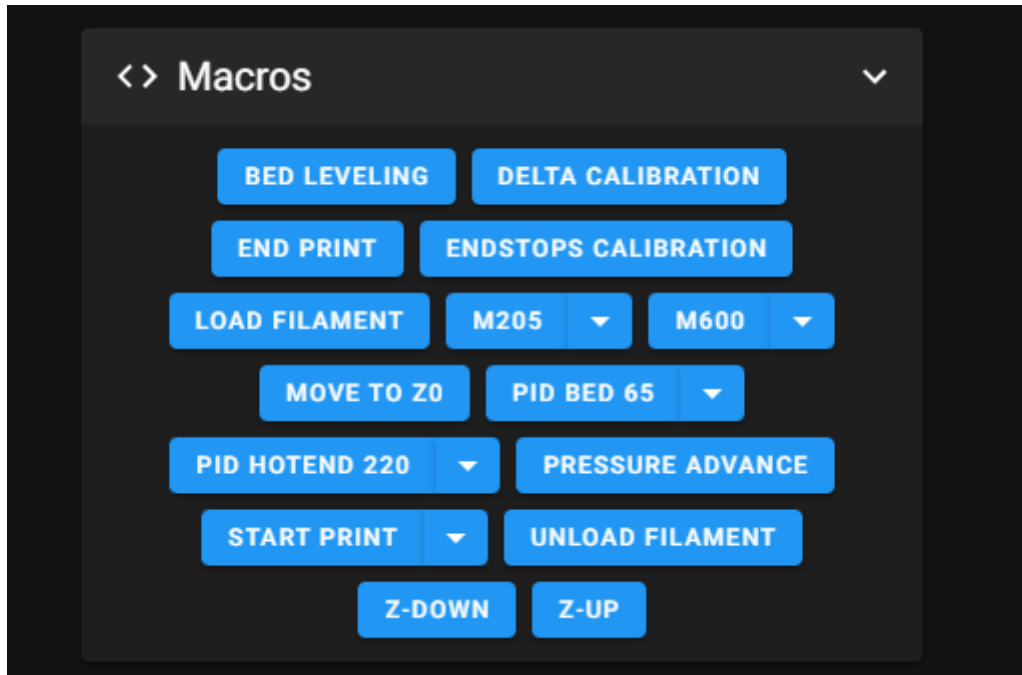 <> Macros
BED LEVELING DELTA CALIBRATION
END PRINT ENDSTOPS CALIBRATION
LOAD FILAMENT M205 M600
MOVE TO Z0 PID BED 65
PID HOTEND 220 PRESSURE ADVANCE
START PRINT UNLOAD FILAMENT
Z-DOWN Z-UP